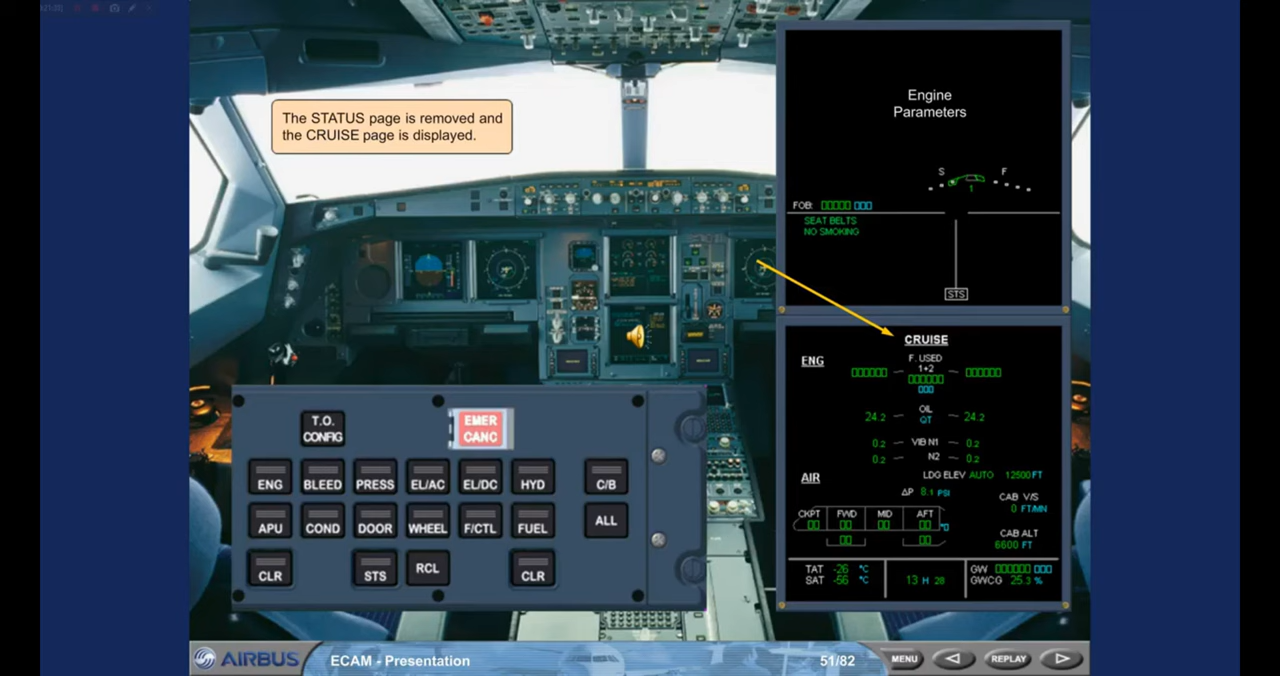 The STATUS page is removed and
the CRUISE page is displayed.
Engine
Parameters
S F
1
FOB:
SEAT BELTS
NO SMOKING
STS
CRUISE
ENG
F. USED
1+2
24.2 OIL 24.2
QT
0.2 VIB N1 0.2
0.2 N2 0.2
LDG ELEV AUTO 12500 FT
AIR
ΔP 8.1 PSI
CAB V/S
0 FT/MN
CKPT FWD MID AFT
°C
CAB ALT
6600 FT
TAT -26 °C
SAT -56 °C
13 H 28
GW
GWCG 25.3 %
T.O.
CONFIG
EMER
CANC
ENG BLEED PRESS EL/AC EL/DC HYD C/B
APU COND DOOR WHEEL F/CTL FUEL ALL
CLR STS RCL CLR
AIRBUS
ECAM - Presentation
51/82
MENU
REPLAY